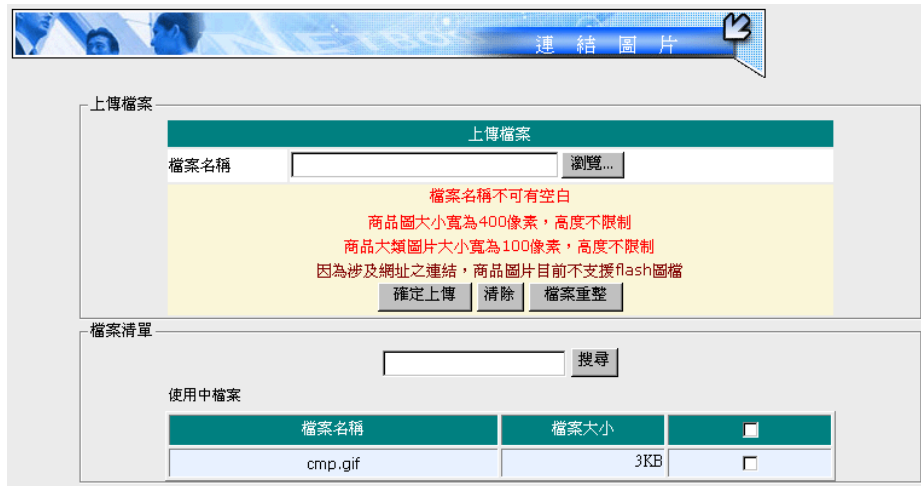 連結圖片
上傳檔案
上傳檔案
檔案名稱 瀏覽...
檔案名稱不可有空白
商品圖大小寬為400像素,高度不限制
商品大類圖片大小寬為100像素,高度不限制
因為涉及網址之連結,商品圖片目前不支援flash圖檔
確定上傳 清除 檔案重整
檔案清單
搜尋
使用中檔案
檔案名稱 檔案大小
cmp.gif 3KB